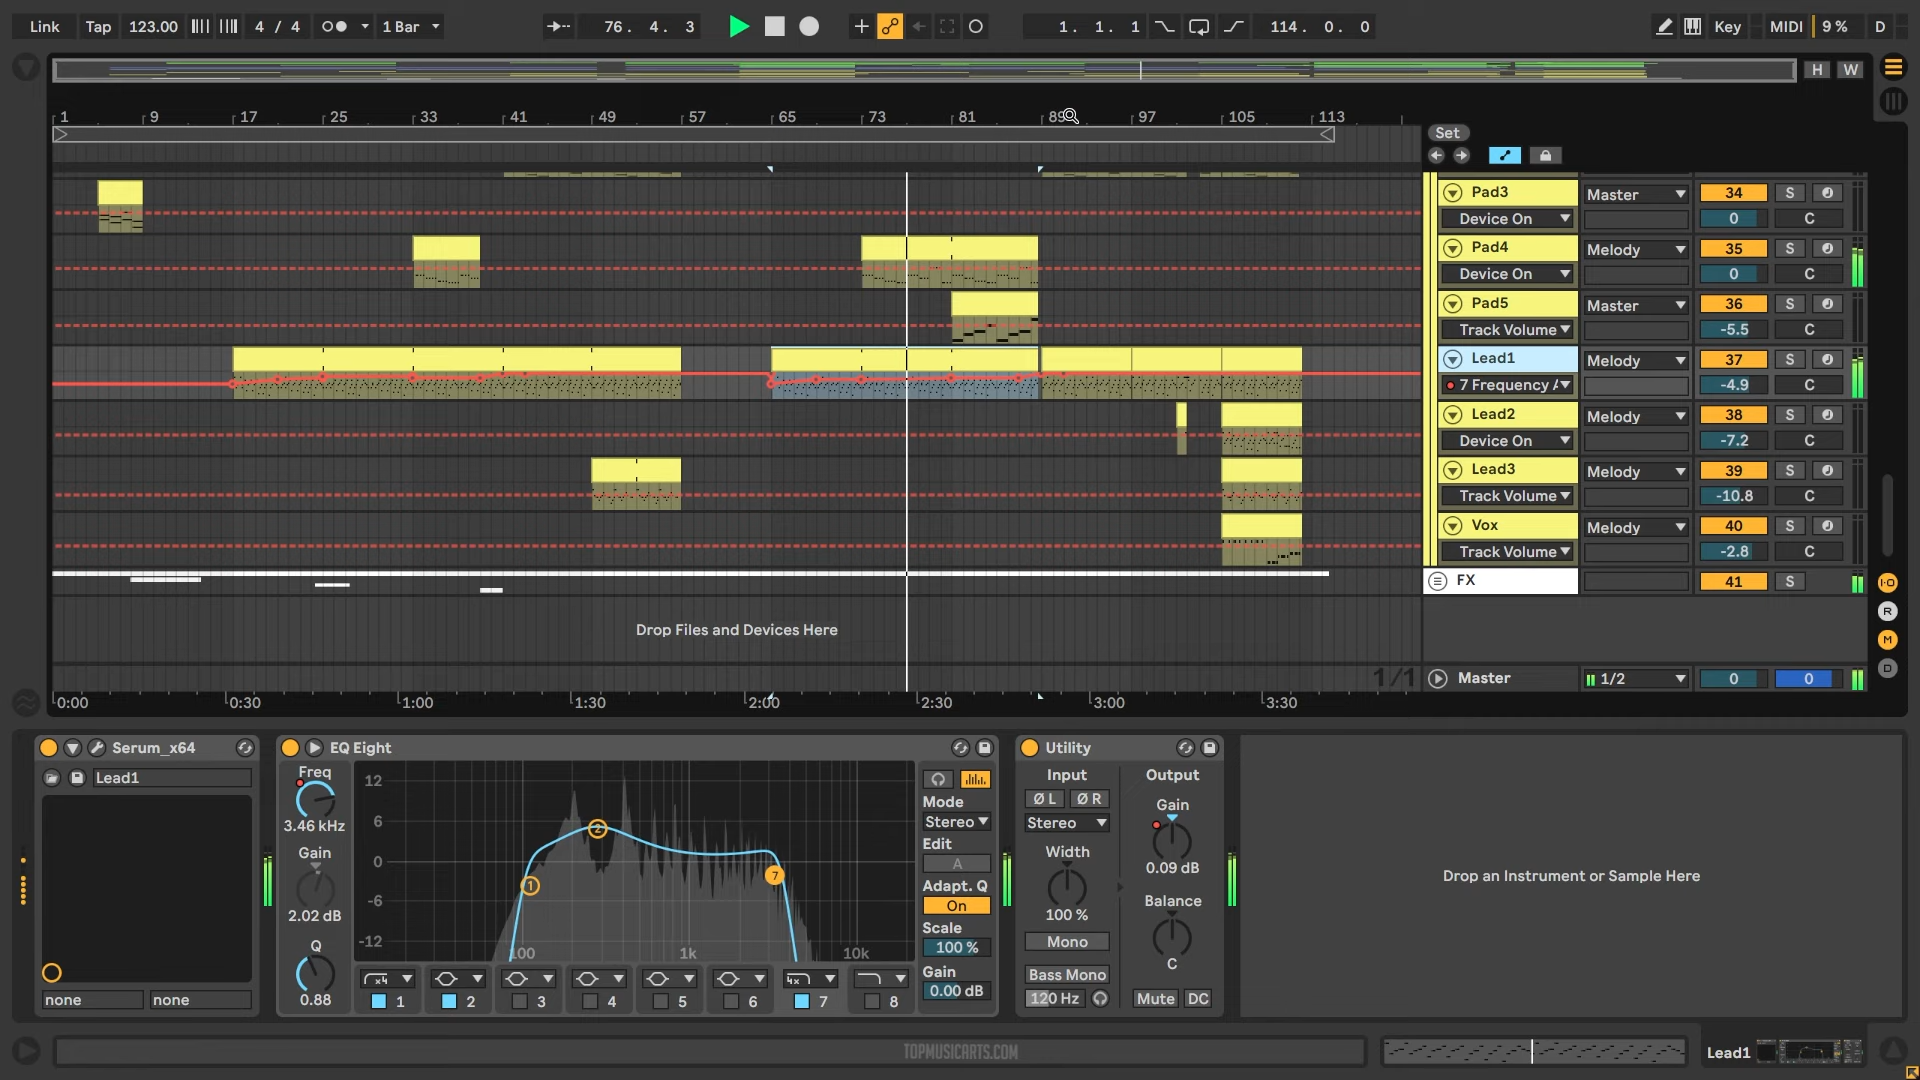 Link Tap 123.00 4 / 4 1 Bar 76. 4. 3 1. 1. 1 114. 0. 0 Key MIDI 9 % D
H W
1 9 17 25 33 41 49 57 65 73 81 89 97 105 113
Set
Pad3 Master 34 S
Device On 0 C
Pad4 Melody 35 S
Device On 0 C
Pad5 Master 36 S
Track Volume -5.5 C
Lead1 Melody 37 S
7 Frequency A -4.9 C
Lead2 Melody 38 S
Device On -7.2 C
Lead3 Melody 39 S
Track Volume -10.8 C
Vox Melody 40 S
Track Volume -2.8 C
FX 41 S
I·O
R
M
D
Drop Files and Devices Here
1/1
Master 1/2 0 0
0:00 0:30 1:00 1:30 2:00 2:30 3:00 3:30
Serum_x64
Lead1
none none
EQ Eight
Freq
3.46 kHz
Gain
2.02 dB
Q
0.88
12
6
0
-6
-12
100 1k 10k
1 2 7
x4 4x
1 2 3 4 5 6 7 8
Mode
Stereo
Edit
A
Adapt. Q
On
Scale
100 %
Gain
0.00 dB
Utility
Input
Ø L Ø R
Stereo
Width
100 %
Mono
Bass Mono
120 Hz
Output
Gain
0.09 dB
Balance
C
Mute DC
Drop an Instrument or Sample Here
TOPMUSICARTS.COM
Lead1